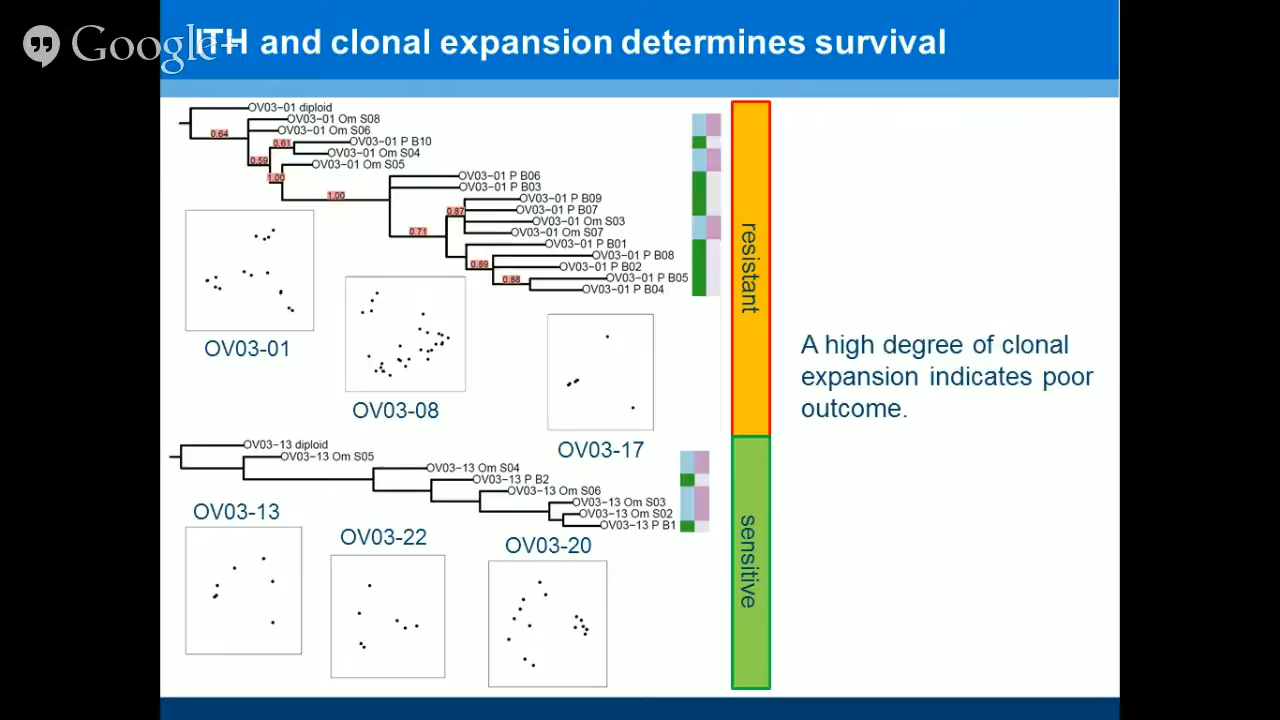 Google+
ITH and clonal expansion determines survival
OV03-01 diploid
OV03-01 Om S08
OV03-01 Om S06
OV03-01 P B10
OV03-01 Om S04
OV03-01 Om S05
OV03-01 P B06
OV03-01 P B03
OV03-01 P B09
OV03-01 P B07
OV03-01 Om S03
OV03-01 Om S07
OV03-01 P B01
OV03-01 P B08
OV03-01 P B02
OV03-01 P B05
OV03-01 P B04
0.64
0.61
0.59
1.00
1.00
0.87
0.71
0.89
0.88
OV03-01
OV03-08
OV03-17
resistant
A high degree of clonal
expansion indicates poor
outcome.
OV03-13 diploid
OV03-13 Om S05
OV03-13 Om S04
OV03-13 P B2
OV03-13 Om S06
OV03-13 Om S03
OV03-13 Om S02
OV03-13 P B1
OV03-13
OV03-22
OV03-20
sensitive